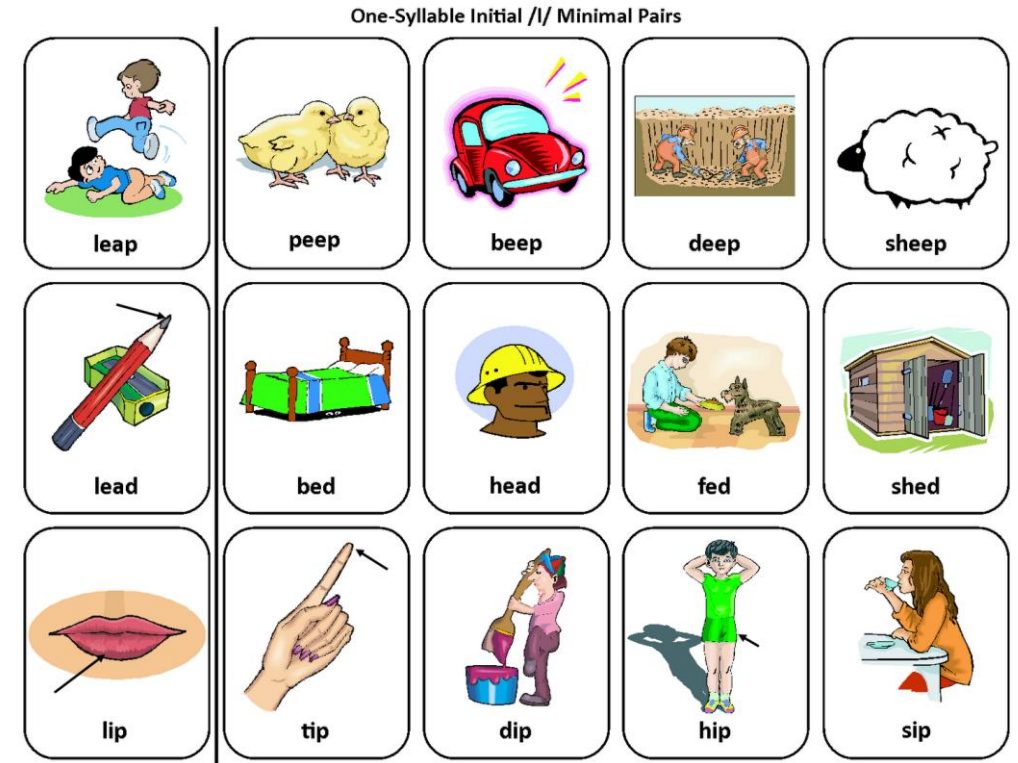 One-Syllable Initial /l/ Minimal Pairs
leap peep beep deep sheep
lead bed head fed shed
lip tip dip hip sip